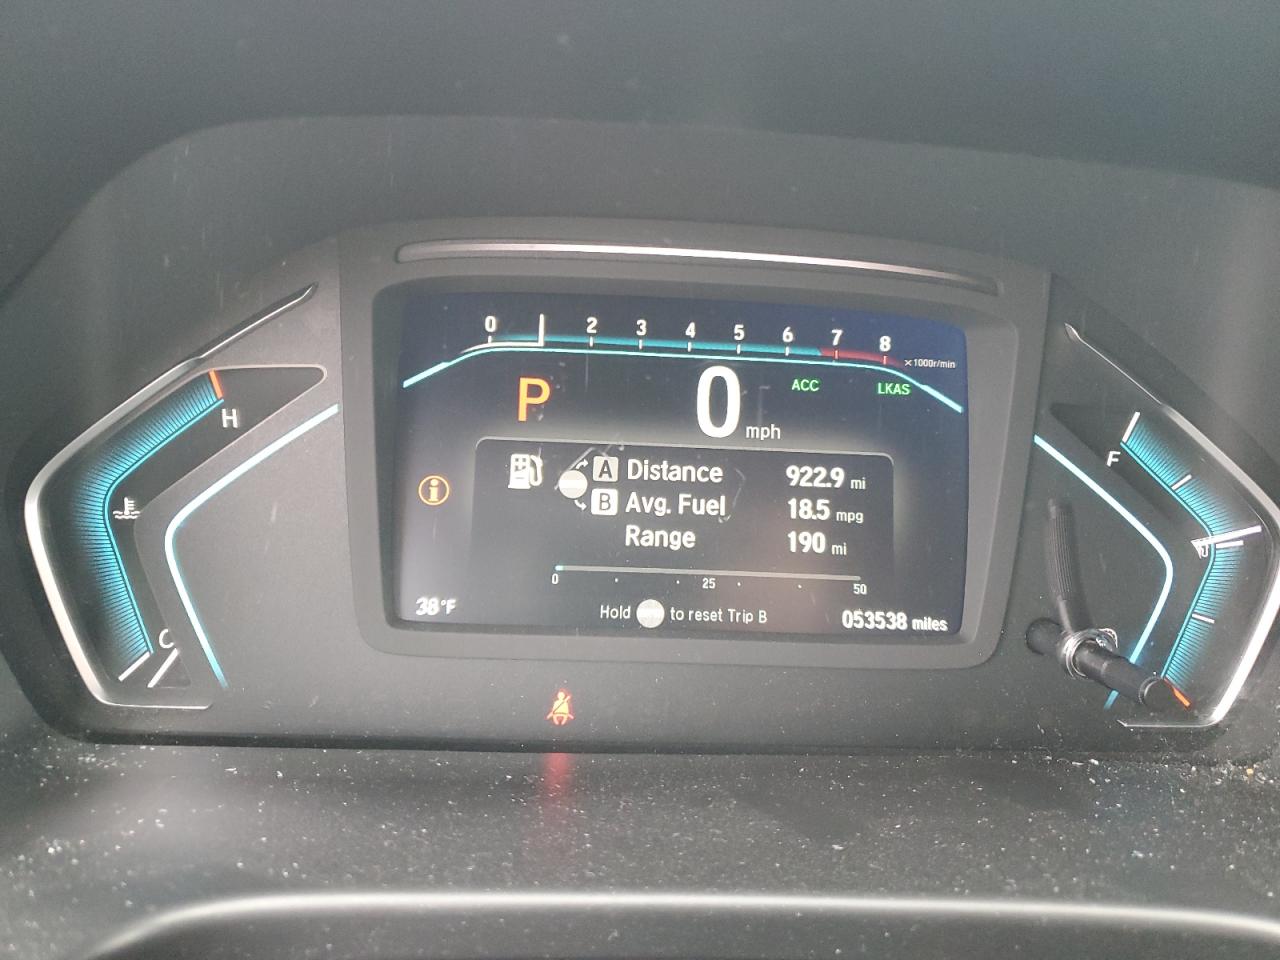 0 2 3 4 5 6 7 8
×1000r/min
P 0 mph
ACC LKAS
H
F
A Distance 922.9 mi
B Avg. Fuel 18.5 mpg
Range 190 mi
0 25 50
C
38°F
Hold to reset Trip B
053538 miles